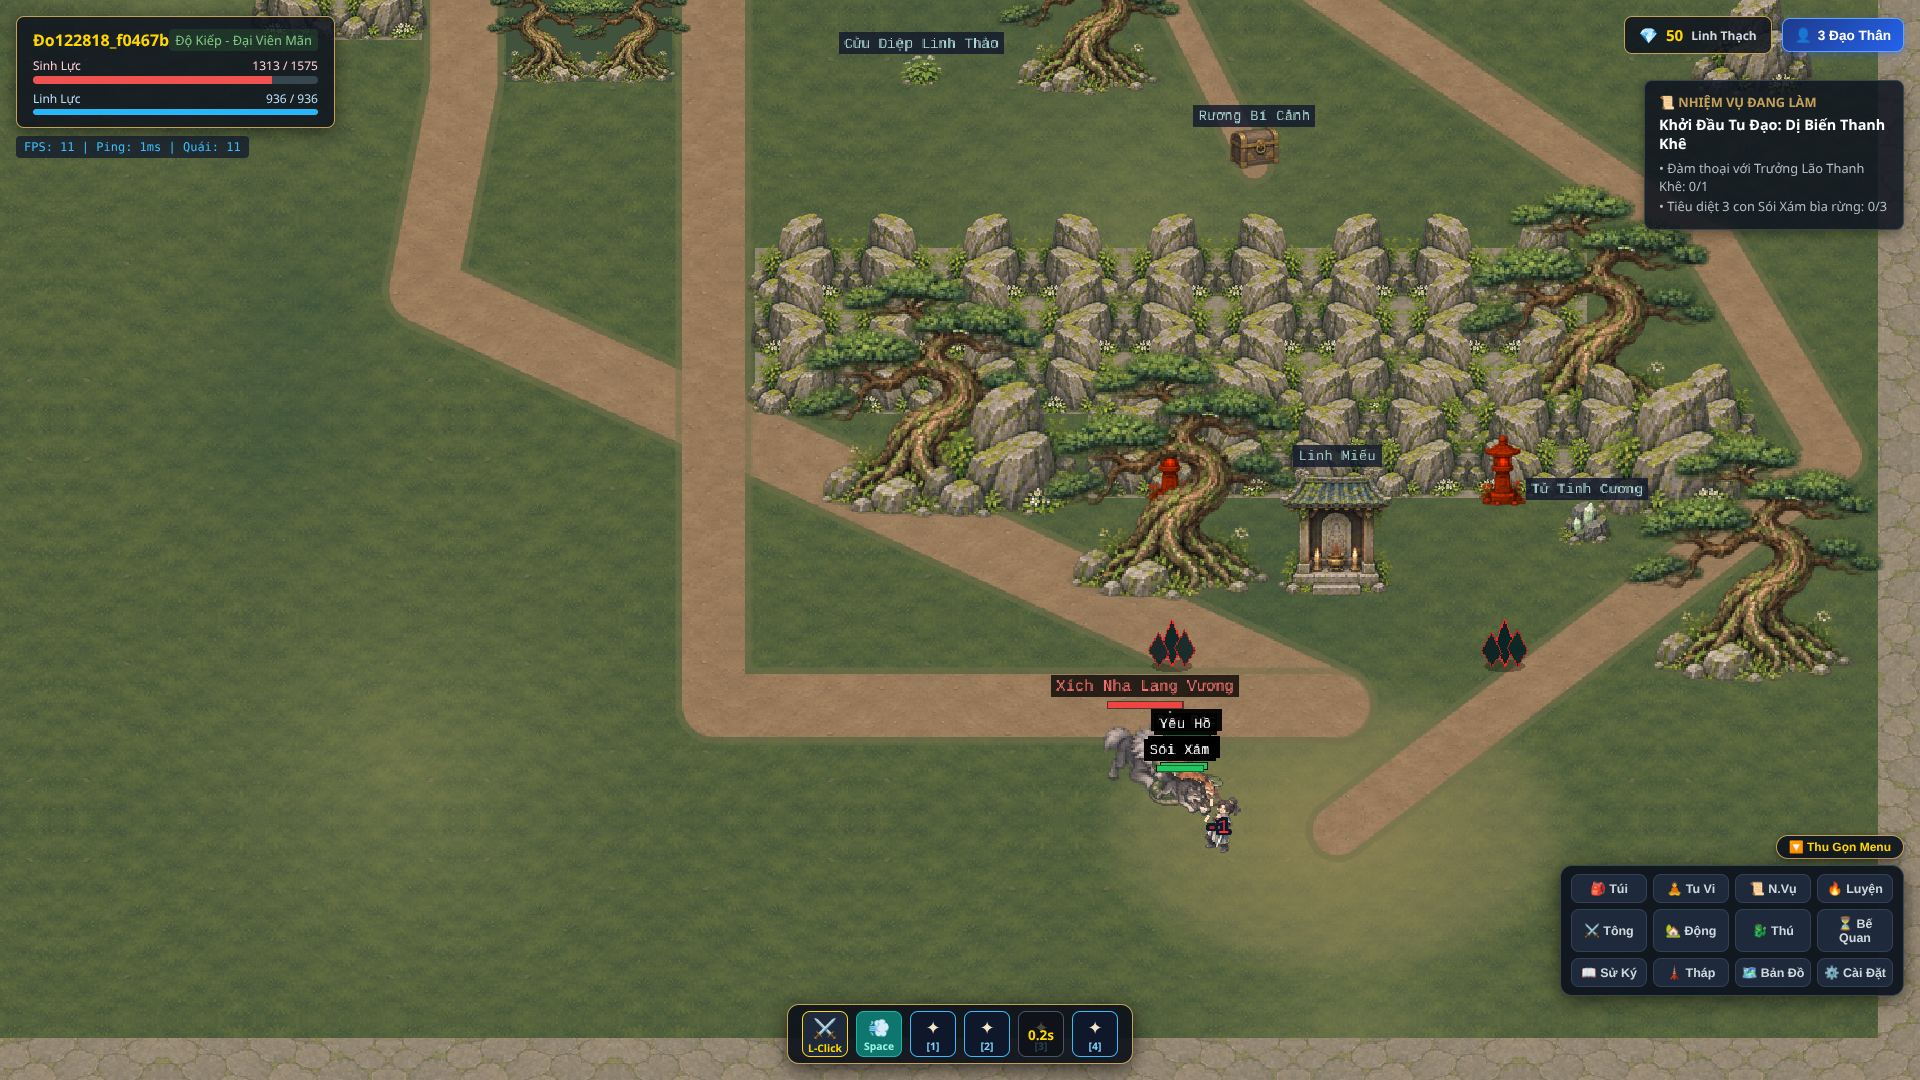 Đo122818_f0467b Độ Kiếp - Đại Viên Mãn
Sinh Lực 1313 / 1575
Linh Lực 936 / 936
FPS: 11 | Ping: 1ms | Quái: 11
Cửu Diệp Linh Thảo
Rương Bí Cảnh
50 Linh Thạch
3 Đạo Thân
NHIỆM VỤ ĐANG LÀM
Khởi Đầu Tu Đạo: Dị Biến Thanh
Khê
• Đàm thoại với Trưởng Lão Thanh
Khê: 0/1
• Tiêu diệt 3 con Sói Xám bìa rừng: 0/3
Linh Miếu
Tử Tinh Cương
Xích Nha Lang Vương
Yêu Hồ
Sói Xám
-1
Thu Gọn Menu
Túi
Tu Vi
N.Vụ
Luyện
Tông
Động
Thú
Bế
Quan
Sử Ký
Tháp
Bản Đồ
Cài Đặt
L-Click
Space
[1]
[2]
0.2s
[3]
[4]